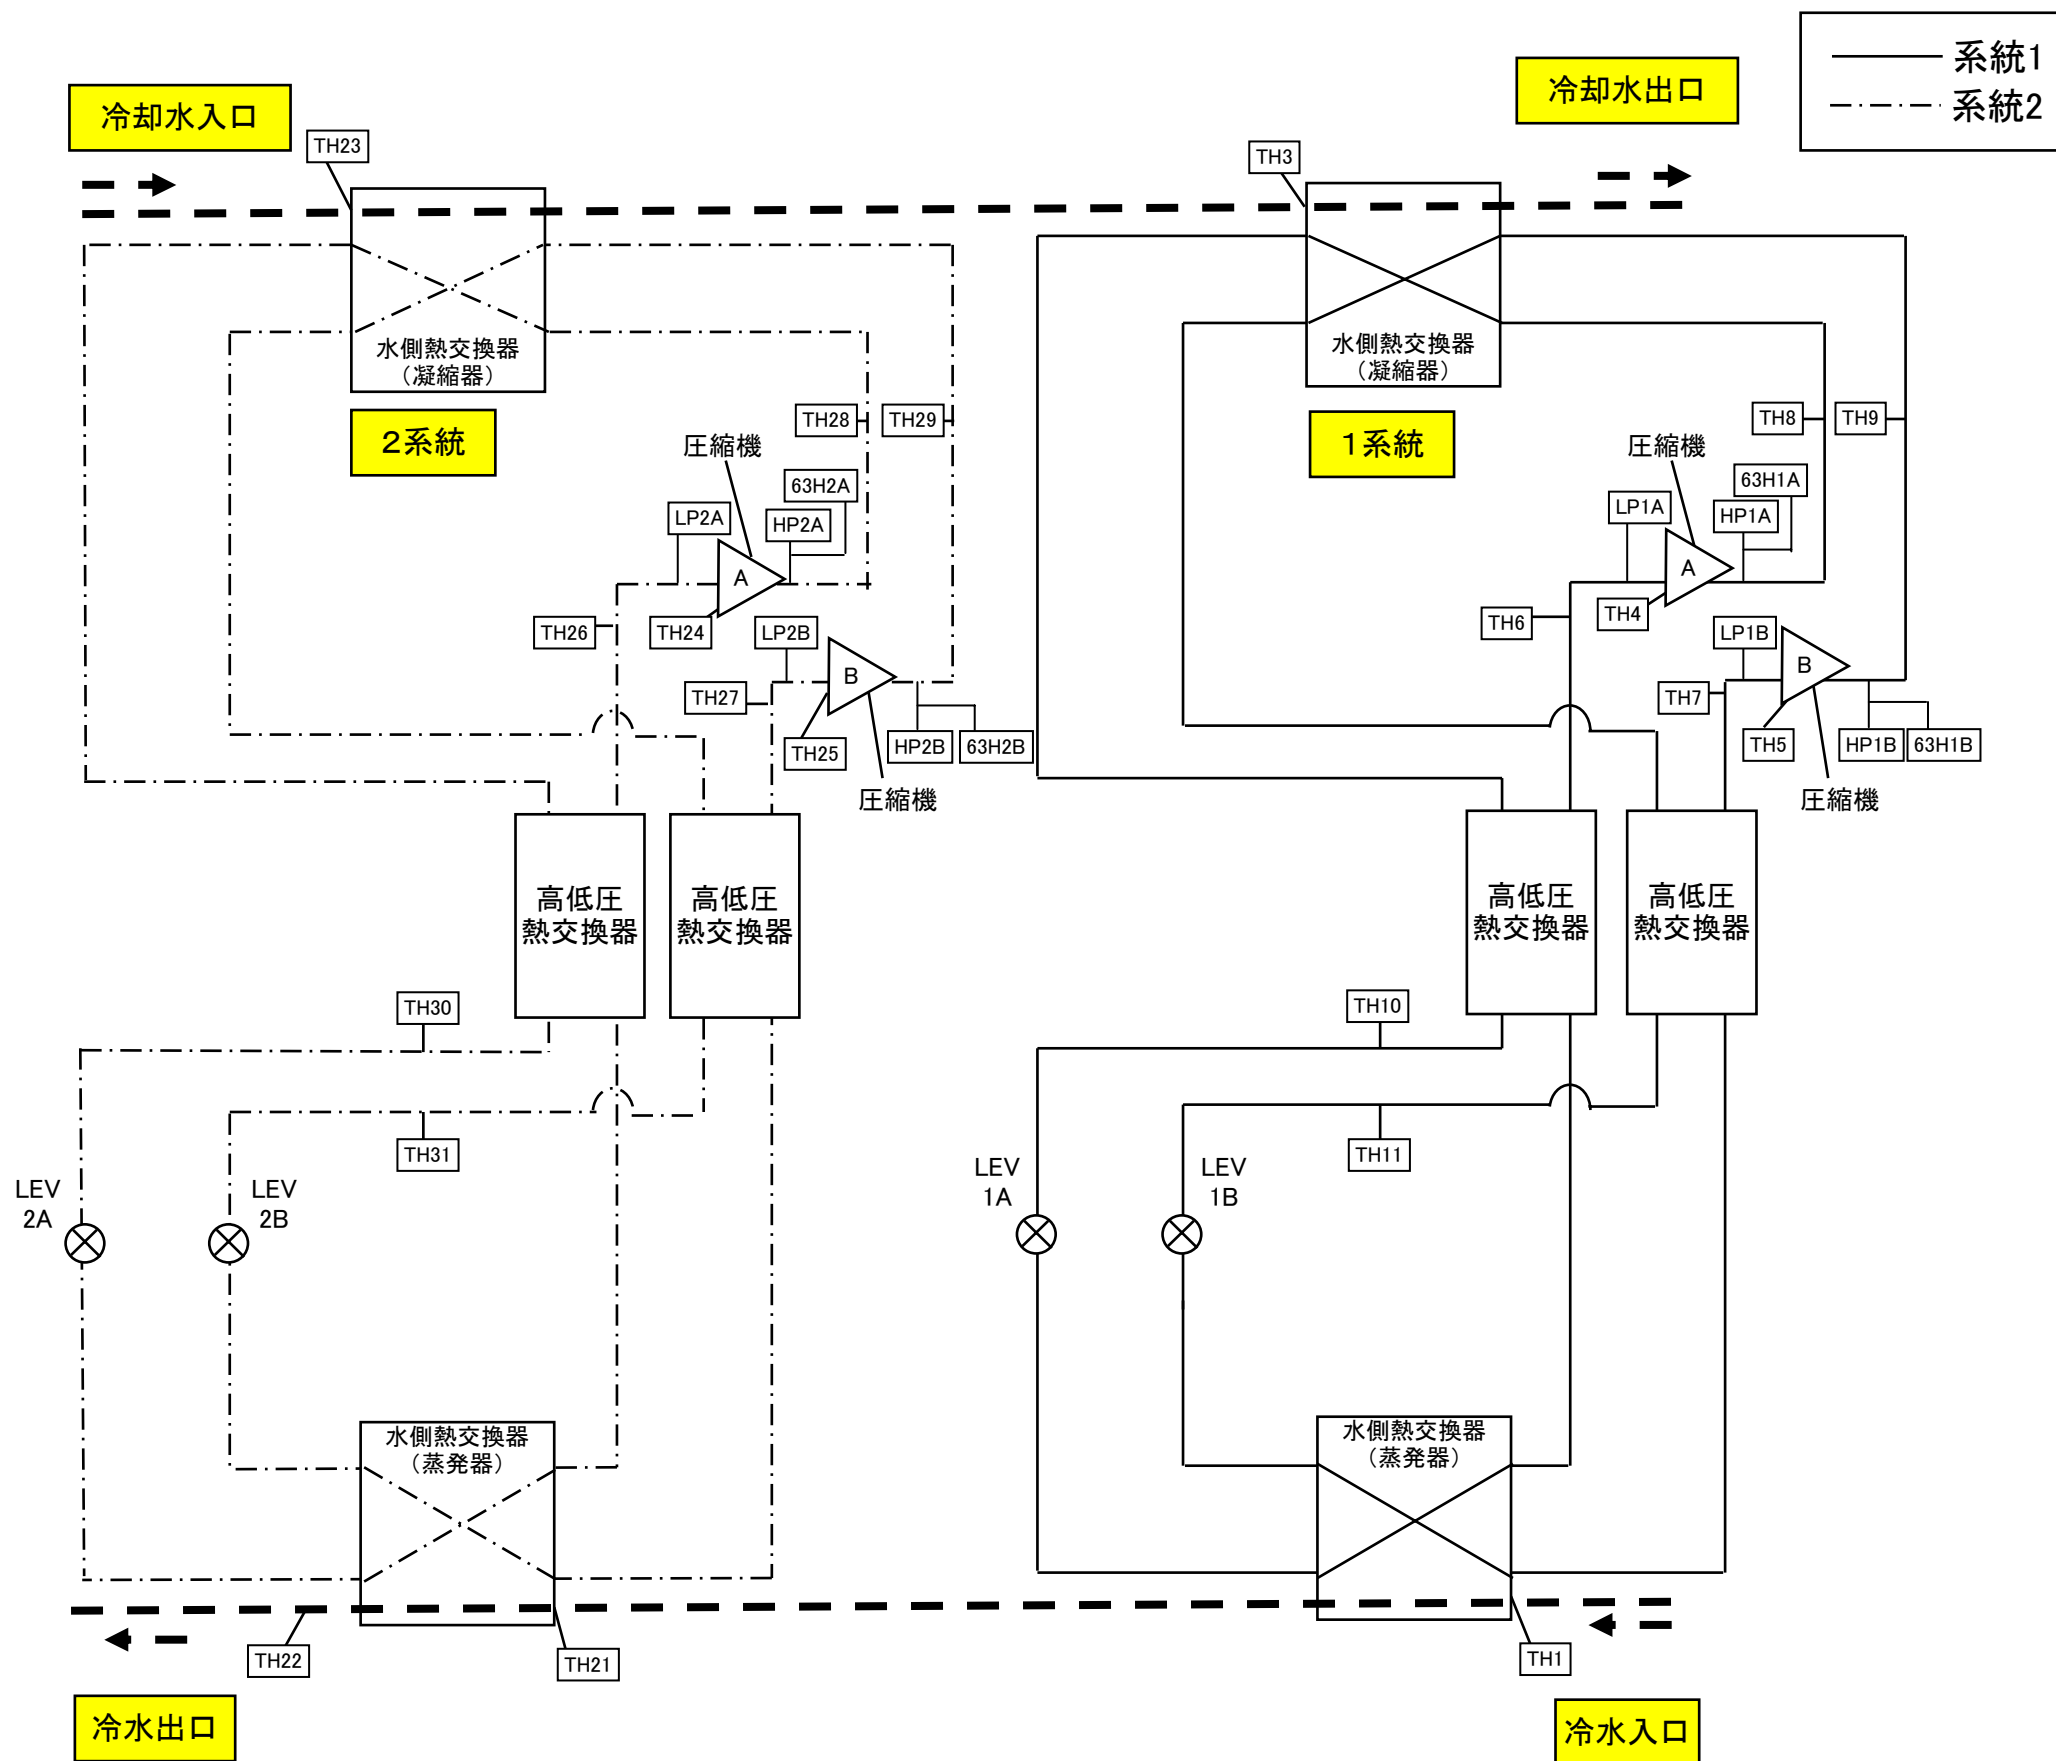 系統1
系統2
冷却水入口
冷却水出口
TH23
TH3
水側熱交換器
（凝縮器）
水側熱交換器
（凝縮器）
2系統
1系統
TH28
TH29
TH8
TH9
圧縮機
圧縮機
63H2A
63H1A
LP2A
HP2A
LP1A
HP1A
A
A
TH26
TH24
LP2B
TH6
TH4
LP1B
B
B
TH27
TH7
TH25
HP2B
63H2B
TH5
HP1B
63H1B
圧縮機
圧縮機
高低圧
熱交換器
高低圧
熱交換器
高低圧
熱交換器
高低圧
熱交換器
TH30
TH10
TH31
TH11
LEV
2A
LEV
2B
LEV
1A
LEV
1B
水側熱交換器
（蒸発器）
水側熱交換器
（蒸発器）
TH22
TH21
TH1
冷水出口
冷水入口